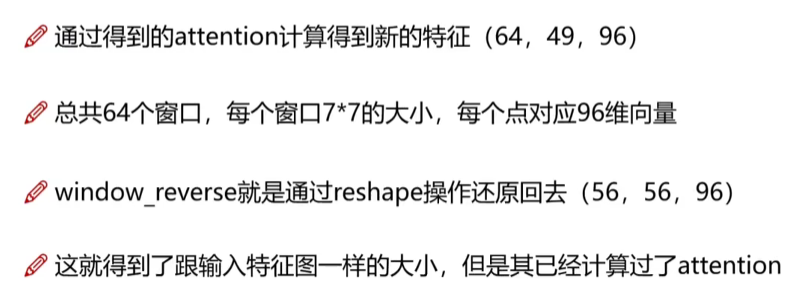 通过得到的attention计算得到新的特征（64，49，96）
总共64个窗口，每个窗口7*7的大小，每个点对应96维向量
window_reverse就是通过reshape操作还原回去（56，56，96）
这就得到了跟输入特征图一样的大小，但是其已经计算过了attention